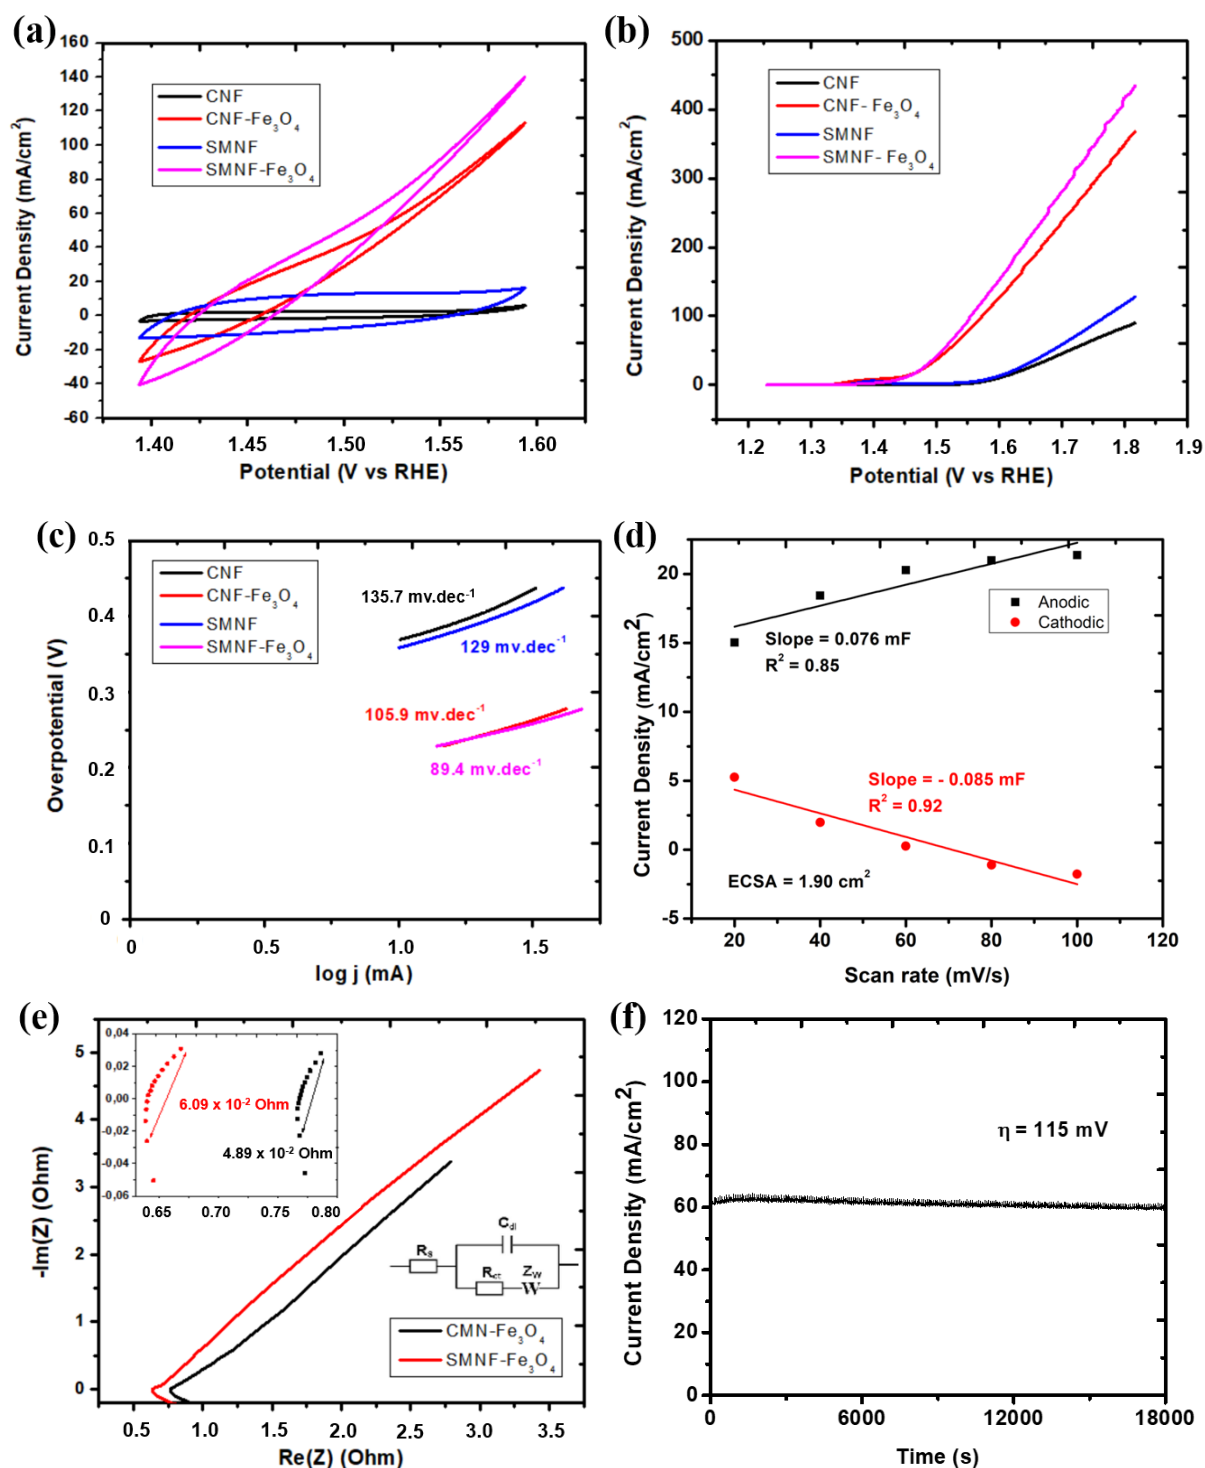 (a)
160
140
120
100
80
60
40
20
0
-20
-40
-60
Current Density (mA/cm²)
CNF
CNF-Fe₃O₄
SMNF
SMNF-Fe₃O₄
1.40 1.45 1.50 1.55 1.60
Potential (V vs RHE)
(b)
500
400
300
200
100
0
Current Density (mA/cm²)
CNF
CNF- Fe₃O₄
SMNF
SMNF- Fe₃O₄
1.2 1.3 1.4 1.5 1.6 1.7 1.8 1.9
Potential (V vs RHE)
(c)
0.5
0.4
0.3
0.2
0.1
0
Overpotential (V)
CNF
CNF-Fe₃O₄
SMNF
SMNF-Fe₃O₄
135.7 mv.dec⁻¹
129 mv.dec⁻¹
105.9 mv.dec⁻¹
89.4 mv.dec⁻¹
0 0.5 1.0 1.5
log j (mA)
(d)
20
15
10
5
0
-5
Current Density (mA/cm²)
Anodic
Cathodic
Slope = 0.076 mF
R² = 0.85
Slope = - 0.085 mF
R² = 0.92
ECSA = 1.90 cm²
20 40 60 80 100 120
Scan rate (mV/s)
(e)
5
4
3
2
1
0
-Im(Z) (Ohm)
0,04
0,02
0,00
-0,02
-0,04
-0,06
6.09 x 10⁻² Ohm
4.89 x 10⁻² Ohm
0.65 0.70 0.75 0.80
Cdl
Rs
Rct
Zw
W
CMN-Fe₃O₄
SMNF-Fe₃O₄
0.5 1.0 1.5 2.0 2.5 3.0 3.5
Re(Z) (Ohm)
(f)
120
100
80
60
40
20
0
Current Density (mA/cm²)
η = 115 mV
0 6000 12000 18000
Time (s)